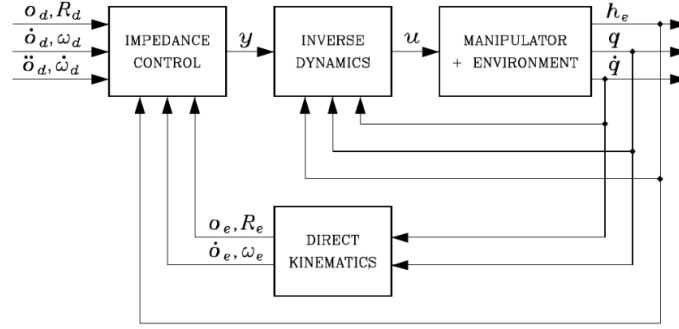 o_d, R_d
ȯ_d, ω_d
ö_d, ω̇_d
IMPEDANCE
CONTROL
y
INVERSE
DYNAMICS
u
MANIPULATOR
+ ENVIRONMENT
h_e
q
q̇
o_e, R_e
ȯ_e, ω_e
DIRECT
KINEMATICS